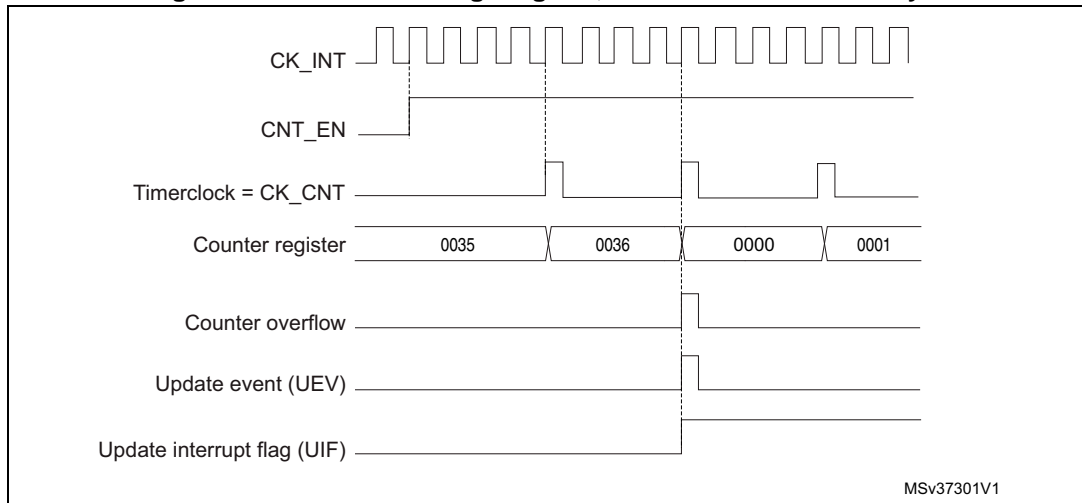 CK_INT
CNT_EN
Timerclock = CK_CNT
Counter register
0035 0036 0000 0001
Counter overflow
Update event (UEV)
Update interrupt flag (UIF)
MSv37301V1